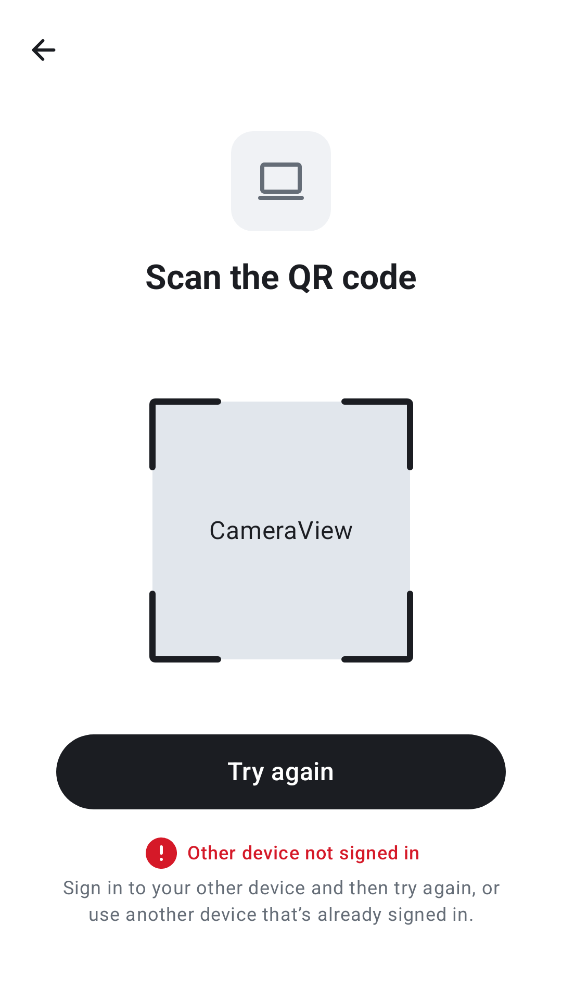 Scan the QR code
CameraView
Try again
Other device not signed in
Sign in to your other device and then try again, or
use another device that’s already signed in.